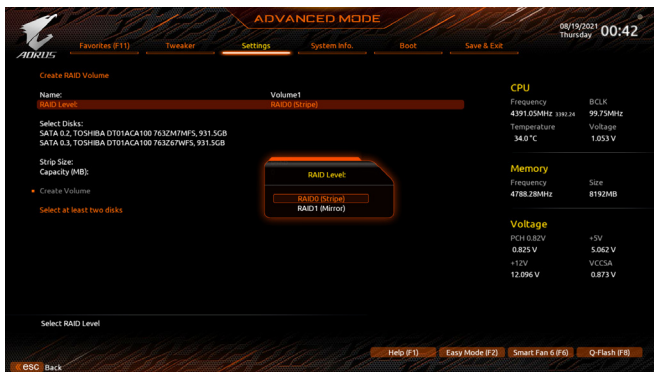 ADVANCED MODE
08/19/2021 Thursday 00:42
AORUS
Favorites (F11) Tweaker Settings System Info. Boot Save & Exit
Create RAID Volume
Name: Volume1
RAID Level: RAID0 (Stripe)
Select Disks:
SATA 0.2, TOSHIBA DT01ACA100 763ZM7MFS, 931.5GB
SATA 0.3, TOSHIBA DT01ACA100 763Z67WFS, 931.5GB
Strip Size:
Capacity (MB):
Create Volume
Select at least two disks
RAID Level:
RAID0 (Stripe)
RAID1 (Mirror)
CPU
Frequency BCLK
4391.05MHz 3392.24 99.75MHz
Temperature Voltage
34.0 °C 1.053 V
Memory
Frequency Size
4788.28MHz 8192MB
Voltage
PCH 0.82V +5V
0.825 V 5.062 V
+12V VCCSA
12.096 V 0.873 V
Select RAID Level
Help (F1) Easy Mode (F2) Smart Fan 6 (F6) Q-Flash (F8)
esc Back